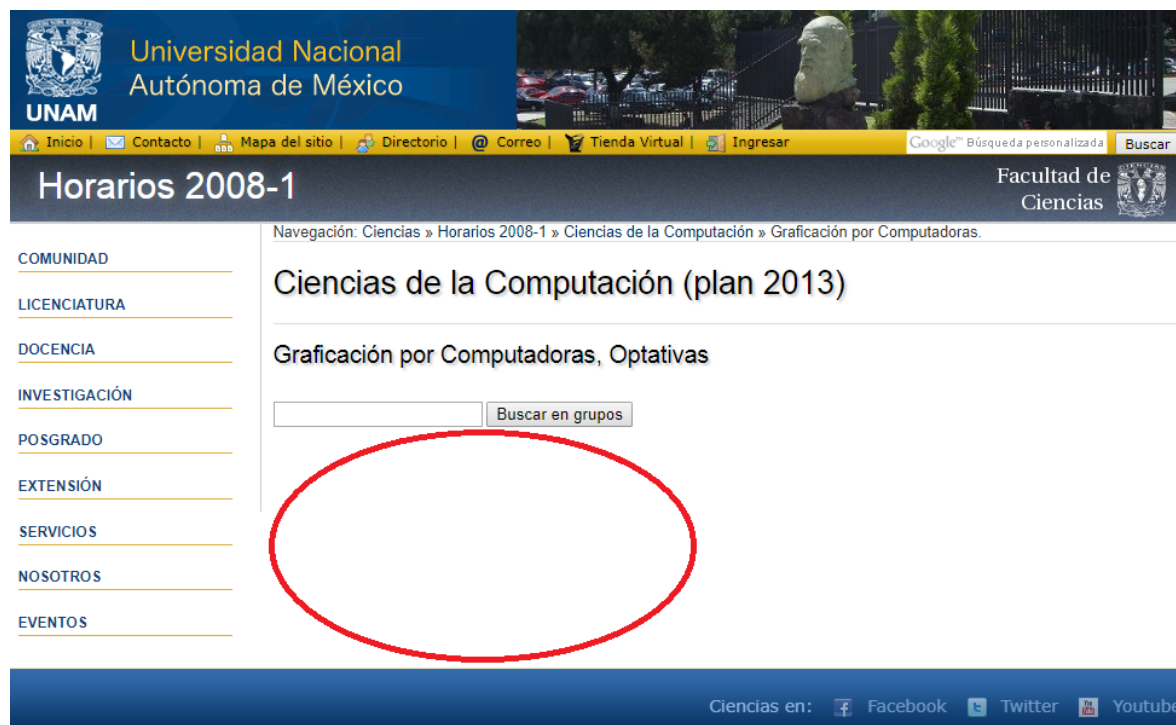 Universidad Nacional
Autónoma de México
UNAM
Inicio | Contacto | Mapa del sitio | Directorio | Correo | Tienda Virtual | Ingresar
Google™ Búsqueda personalizada Buscar
Horarios 2008-1
Facultad de
Ciencias
Navegación: Ciencias » Horarios 2008-1 » Ciencias de la Computación » Graficación por Computadoras.
COMUNIDAD
LICENCIATURA
DOCENCIA
INVESTIGACIÓN
POSGRADO
EXTENSIÓN
SERVICIOS
NOSOTROS
EVENTOS
Ciencias de la Computación (plan 2013)
Graficación por Computadoras, Optativas
Buscar en grupos
Ciencias en: Facebook Twitter Youtube